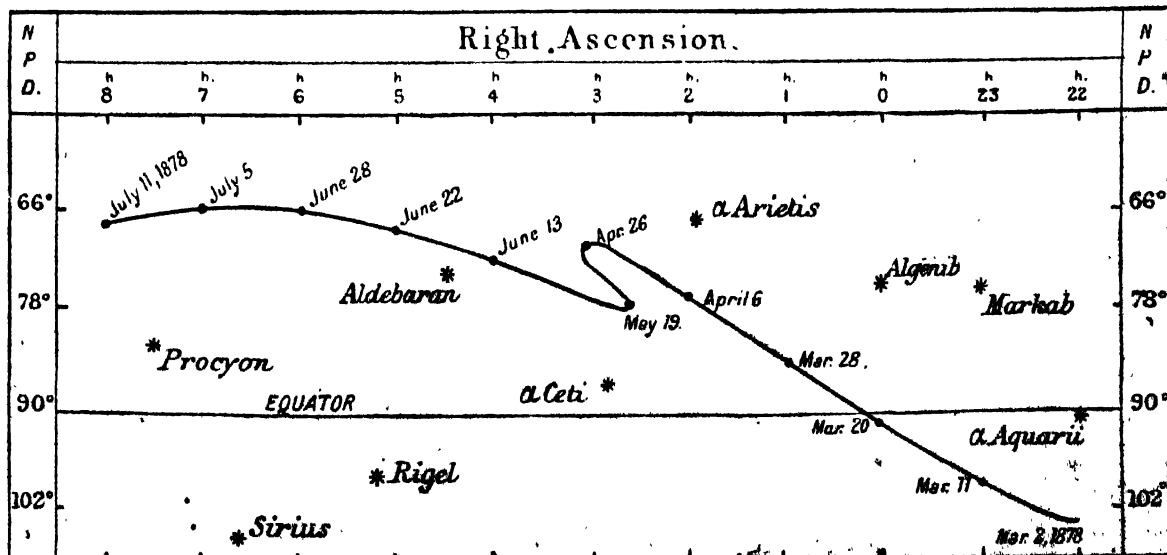 Right Ascension.
N P D.
N P D.
h 8
h. 7
h 6
h 5
h 4
h. 3
h. 2
h 1
h. 0
h 23
h. 22
July 11, 1878
July 5
June 28
June 22
June 13
Apr. 26
α Arietis
66°
66°
Algenib
Markab
Aldebaran
78°
78°
May 19.
April 6
Procyon
Mar. 28.
α Ceti
EQUATOR
90°
90°
Mar. 20
α Aquarii
Rigel
Mar. 11
102°
102°
Sirius
Mar. 2, 1878